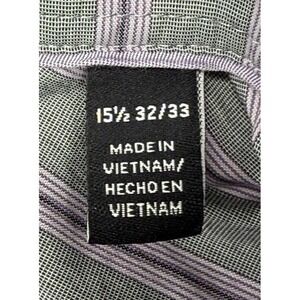 15½ 32/33
MADE IN
VIETNAM/
HECHO EN
VIETNAM